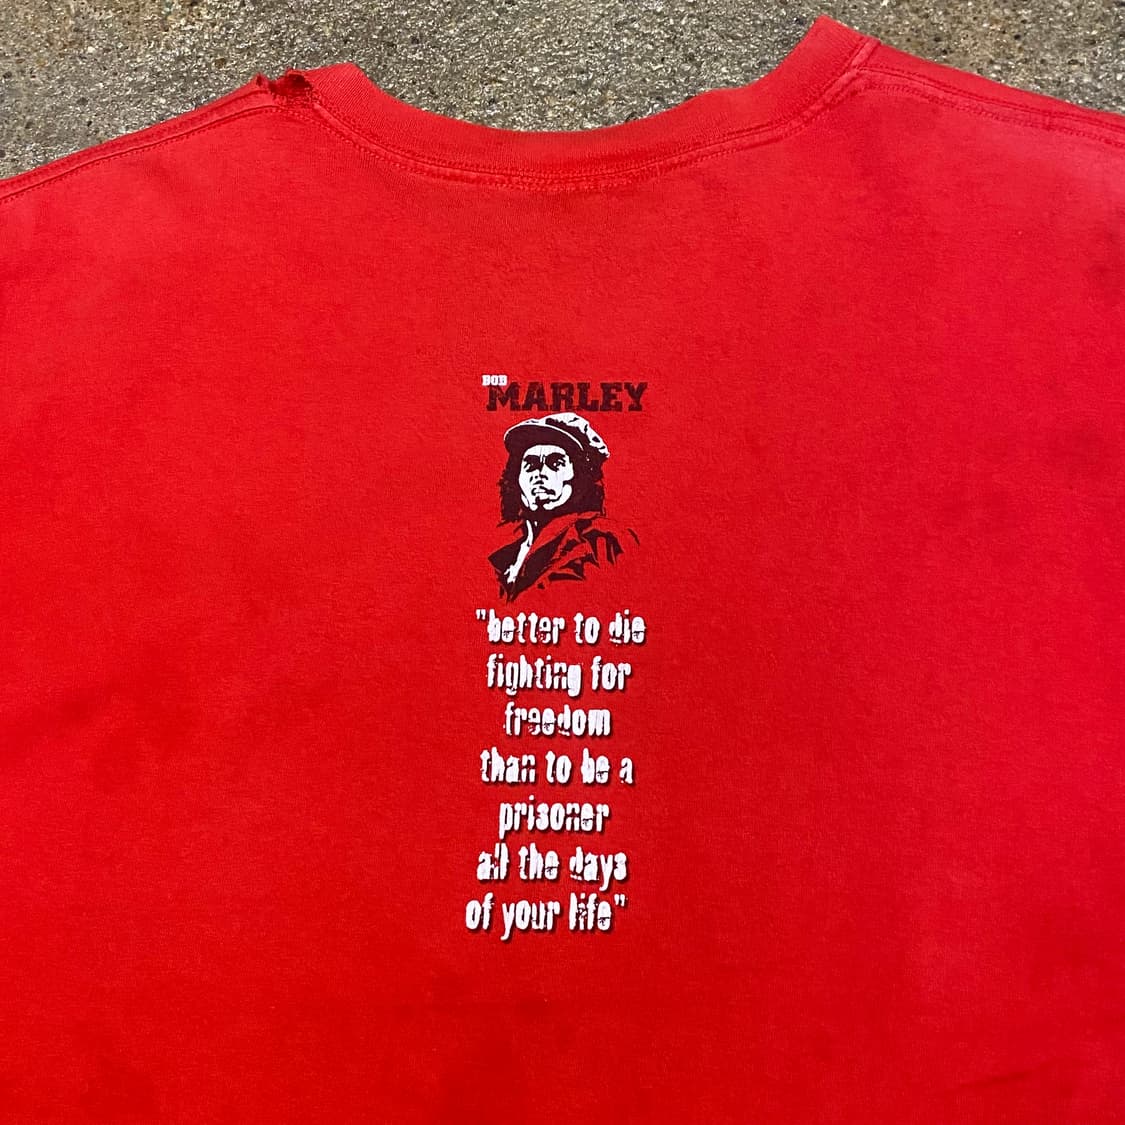 BOB
MARLEY
"better to die
fighting for
freedom
than to be a
prisoner
all the days
of your life"